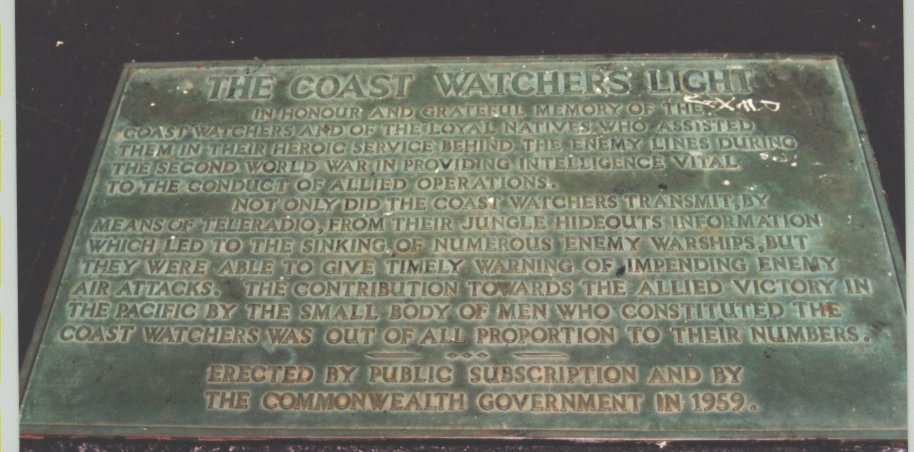 THE COAST WATCHERS LIGHT
IN HONOUR AND GRATEFUL MEMORY OF THE
COAST WATCHERS AND OF THE LOYAL NATIVES WHO ASSISTED
THEM IN THEIR HEROIC SERVICE BEHIND THE ENEMY LINES DURING
THE SECOND WORLD WAR IN PROVIDING INTELLIGENCE VITAL
TO THE CONDUCT OF ALLIED OPERATIONS.
NOT ONLY DID THE COAST WATCHERS TRANSMIT, BY
MEANS OF TELERADIO, FROM THEIR JUNGLE HIDEOUTS INFORMATION
WHICH LED TO THE SINKING OF NUMEROUS ENEMY WARSHIPS, BUT
THEY WERE ABLE TO GIVE TIMELY WARNING OF IMPENDING ENEMY
AIR ATTACKS. THE CONTRIBUTION TOWARDS THE ALLIED VICTORY IN
THE PACIFIC BY THE SMALL BODY OF MEN WHO CONSTITUTED THE
COAST WATCHERS WAS OUT OF ALL PROPORTION TO THEIR NUMBERS.
ERECTED BY PUBLIC SUBSCRIPTION AND BY
THE COMMONWEALTH GOVERNMENT IN 1959.